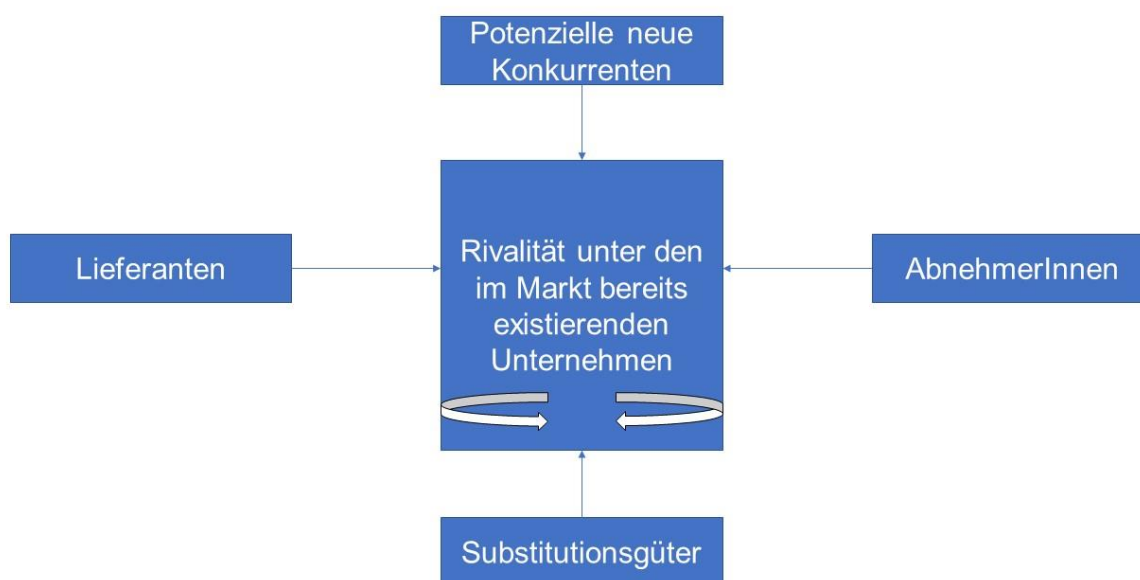 Potenzielle neue
Konkurrenten
Lieferanten
Rivalität unter den
im Markt bereits
existierenden
Unternehmen
AbnehmerInnen
Substitutionsgüter